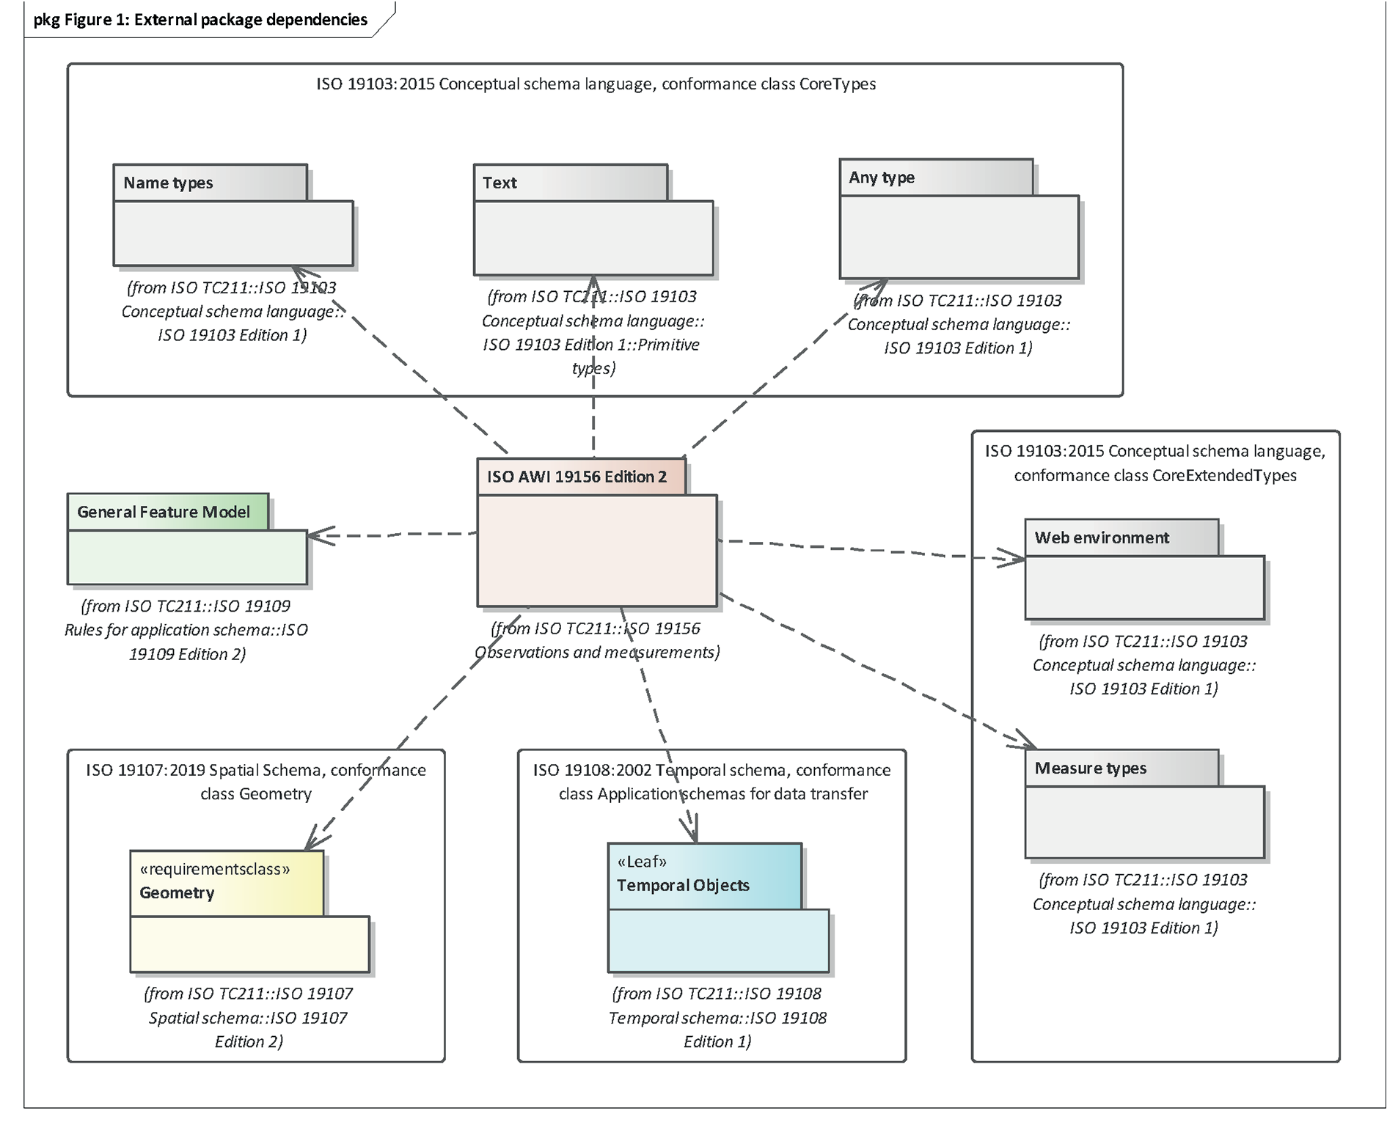 pkg Figure 1: External package dependencies
ISO 19103:2015 Conceptual schema language, conformance class CoreTypes
Name types
(from ISO TC211::ISO 19103
Conceptual schema language::
ISO 19103 Edition 1)
Text
(from ISO TC211::ISO 19103
Conceptual schema language::
ISO 19103 Edition 1::Primitive
types)
Any type
(from ISO TC211::ISO 19103
Conceptual schema language::
ISO 19103 Edition 1)
ISO AWI 19156 Edition 2
(from ISO TC211::ISO 19156
Observations and measurements)
General Feature Model
(from ISO TC211::ISO 19109
Rules for application schema::ISO
19109 Edition 2)
ISO 19103:2015 Conceptual schema language,
conformance class CoreExtendedTypes
Web environment
(from ISO TC211::ISO 19103
Conceptual schema language::
ISO 19103 Edition 1)
Measure types
(from ISO TC211::ISO 19103
Conceptual schema language::
ISO 19103 Edition 1)
ISO 19107:2019 Spatial Schema, conformance
class Geometry
«requirementsclass»
Geometry
(from ISO TC211::ISO 19107
Spatial schema::ISO 19107
Edition 2)
ISO 19108:2002 Temporal schema, conformance
class Application schemas for data transfer
«Leaf»
Temporal Objects
(from ISO TC211::ISO 19108
Temporal schema::ISO 19108
Edition 1)